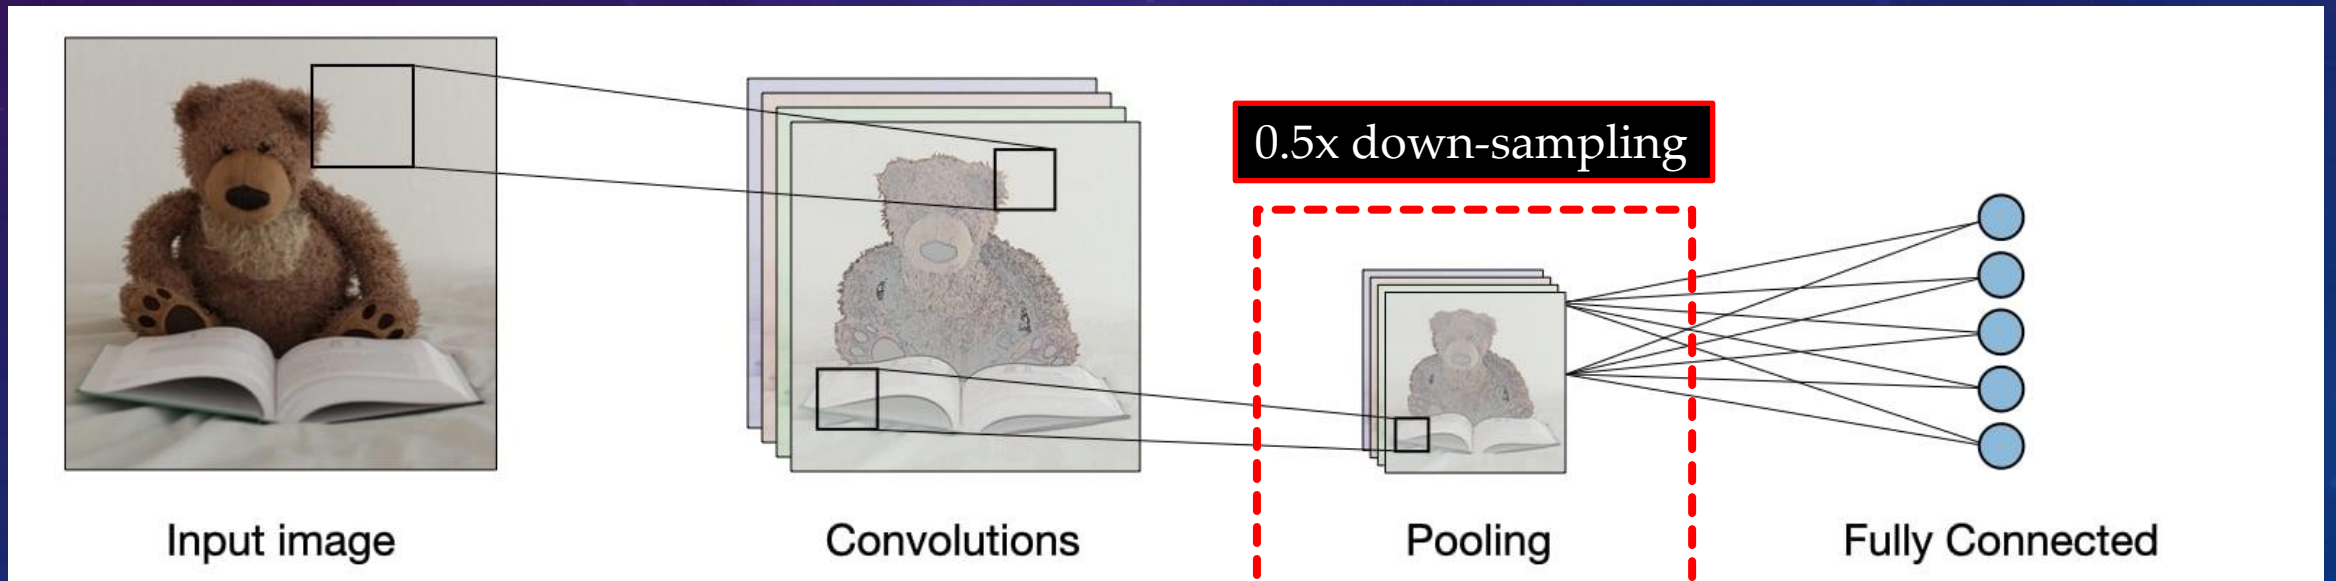 0.5x down-sampling
Input image
Convolutions
Pooling
Fully Connected